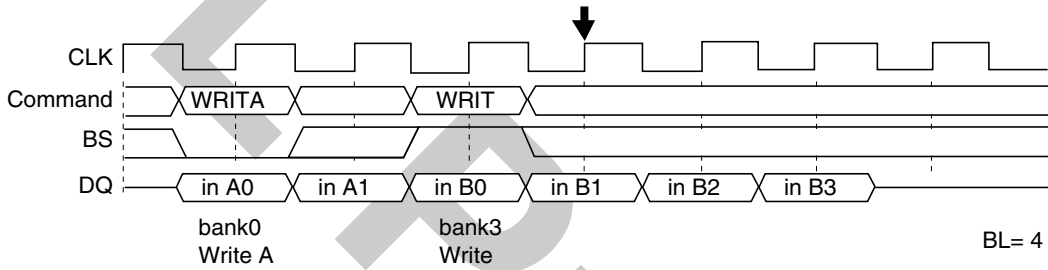 CLK
Command WRITA WRIT
BS
DQ in A0 in A1 in B0 in B1 in B2 in B3
bank0 bank3
Write A Write
BL= 4